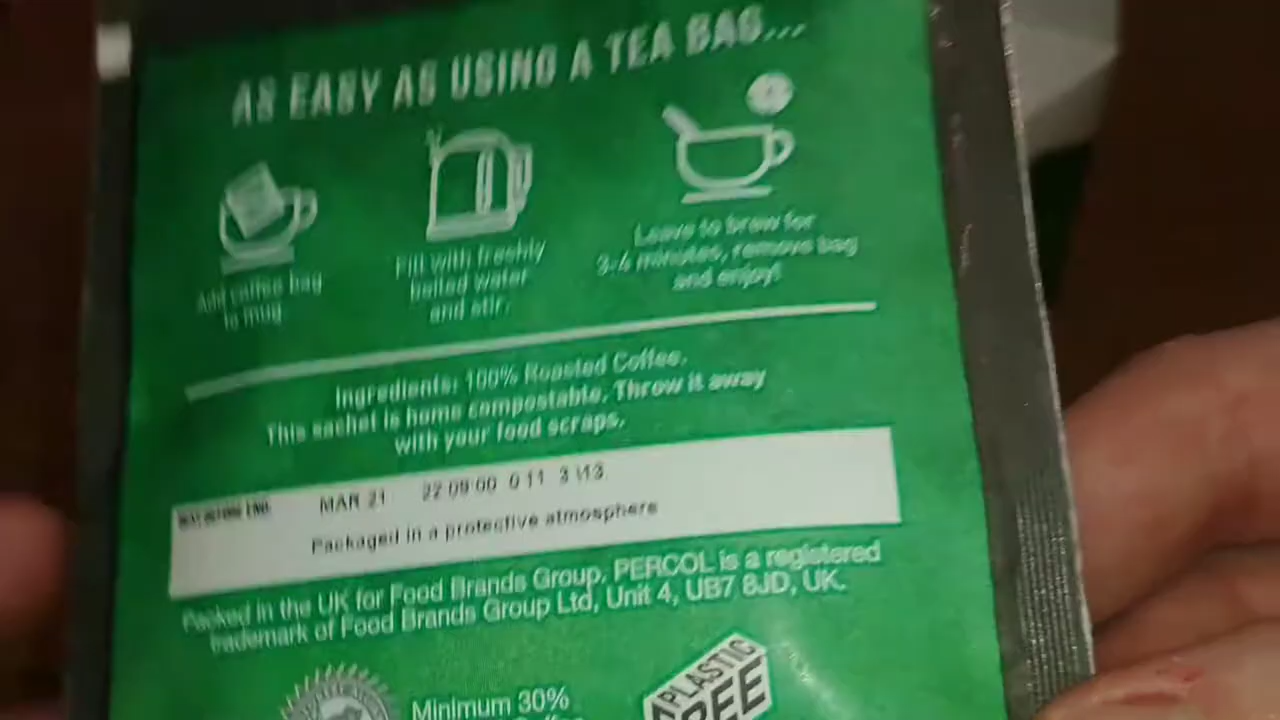 AS EASY AS USING A TEA BAG...
Add coffee bag
to mug
Fill with freshly
boiled water
and stir.
Leave to brew for
3-4 minutes, remove bag
and enjoy!
Ingredients: 100% Roasted Coffee.
This sachet is home compostable. Throw it away
with your food scraps.
MAR 21 22:09:00 0 11 3 \13
Packaged in a protective atmosphere
Packed in the UK for Food Brands Group. PERCOL is a registered
trademark of Food Brands Group Ltd, Unit 4, UB7 8JD, UK.
Minimum 30%
PLASTIC
FREE